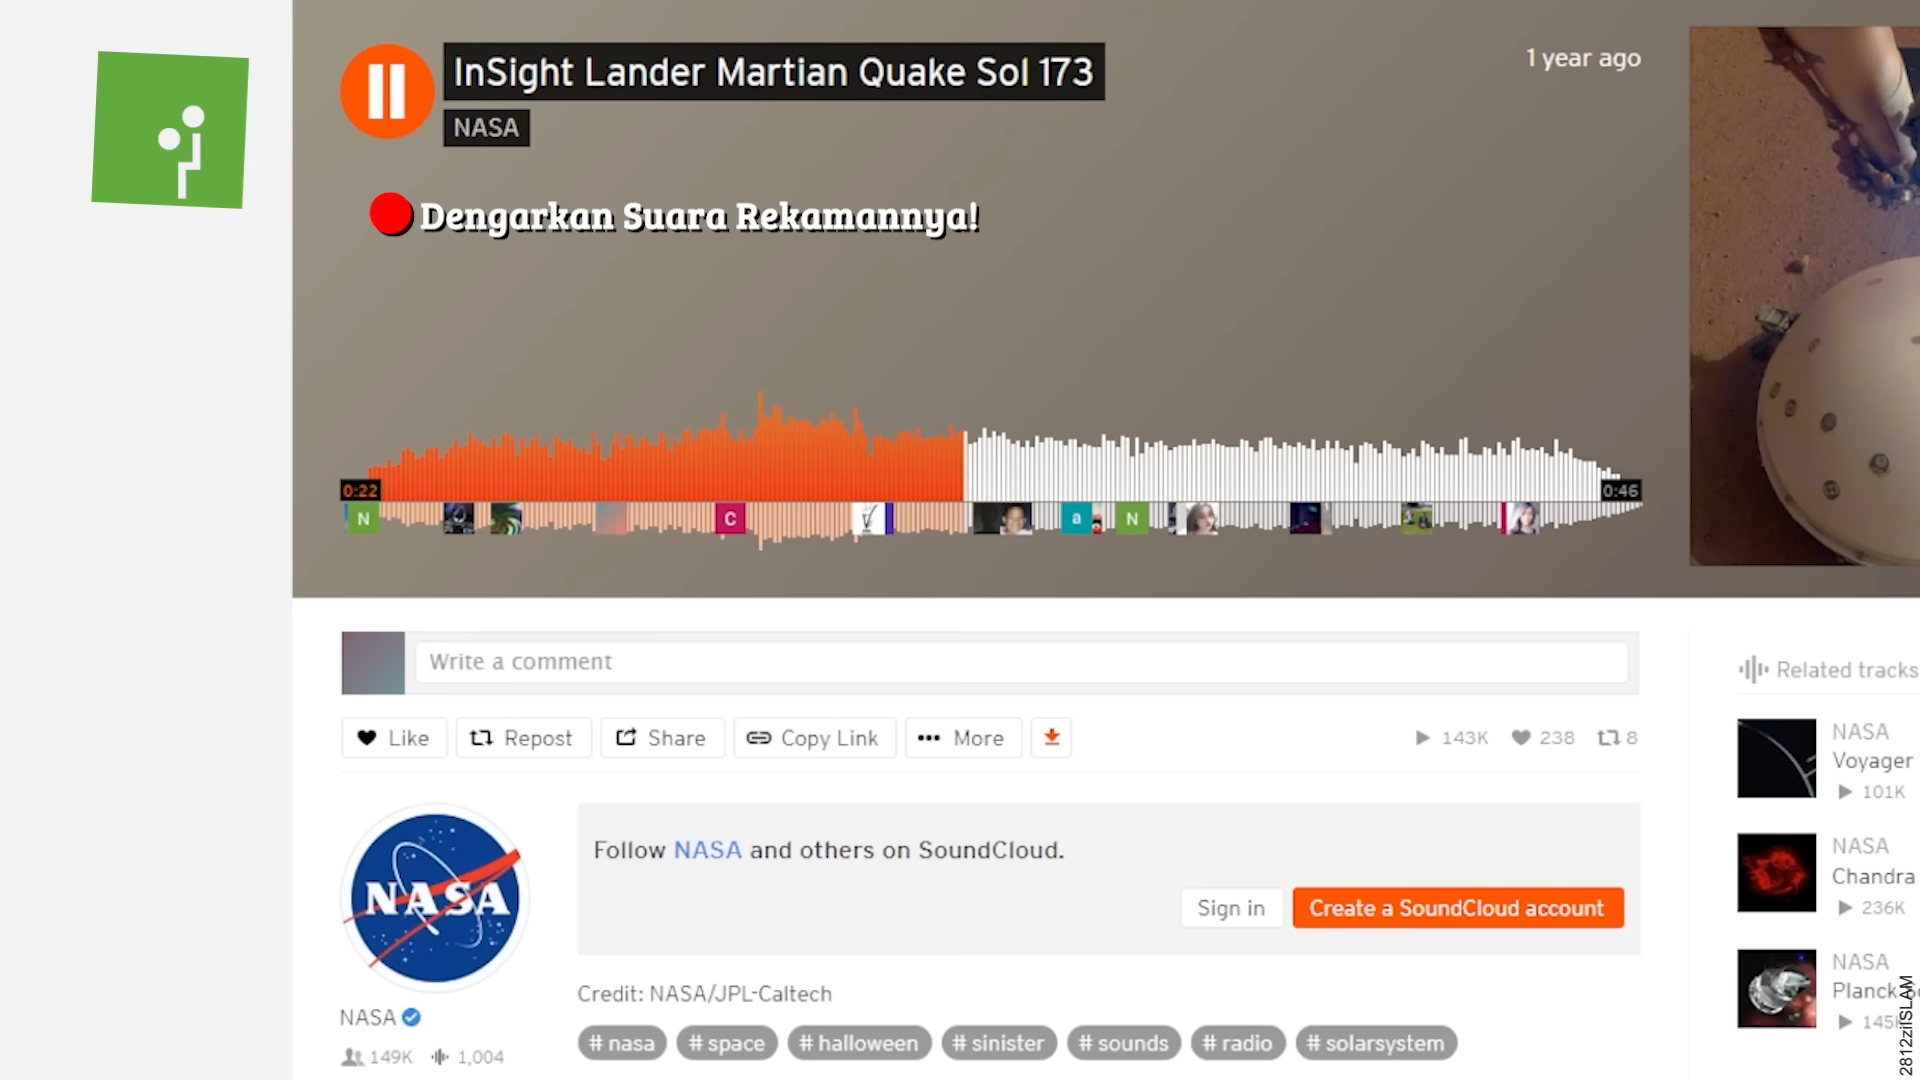 InSight Lander Martian Quake Sol 173
1 year ago
NASA
Dengarkan Suara Rekamannya!
0:22
0:46
N
C
a
N
Write a comment
Related tracks
Like
Repost
Share
Copy Link
More
143K
238
8
NASA
Voyager
101K
NASA
Chandra
236K
NASA
Planck
145K
Follow NASA and others on SoundCloud.
Sign in
Create a SoundCloud account
NASA
NASA
149K
1,004
Credit: NASA/JPL-Caltech
# nasa
# space
# halloween
# sinister
# sounds
# radio
# solarsystem
2812ziISLAM